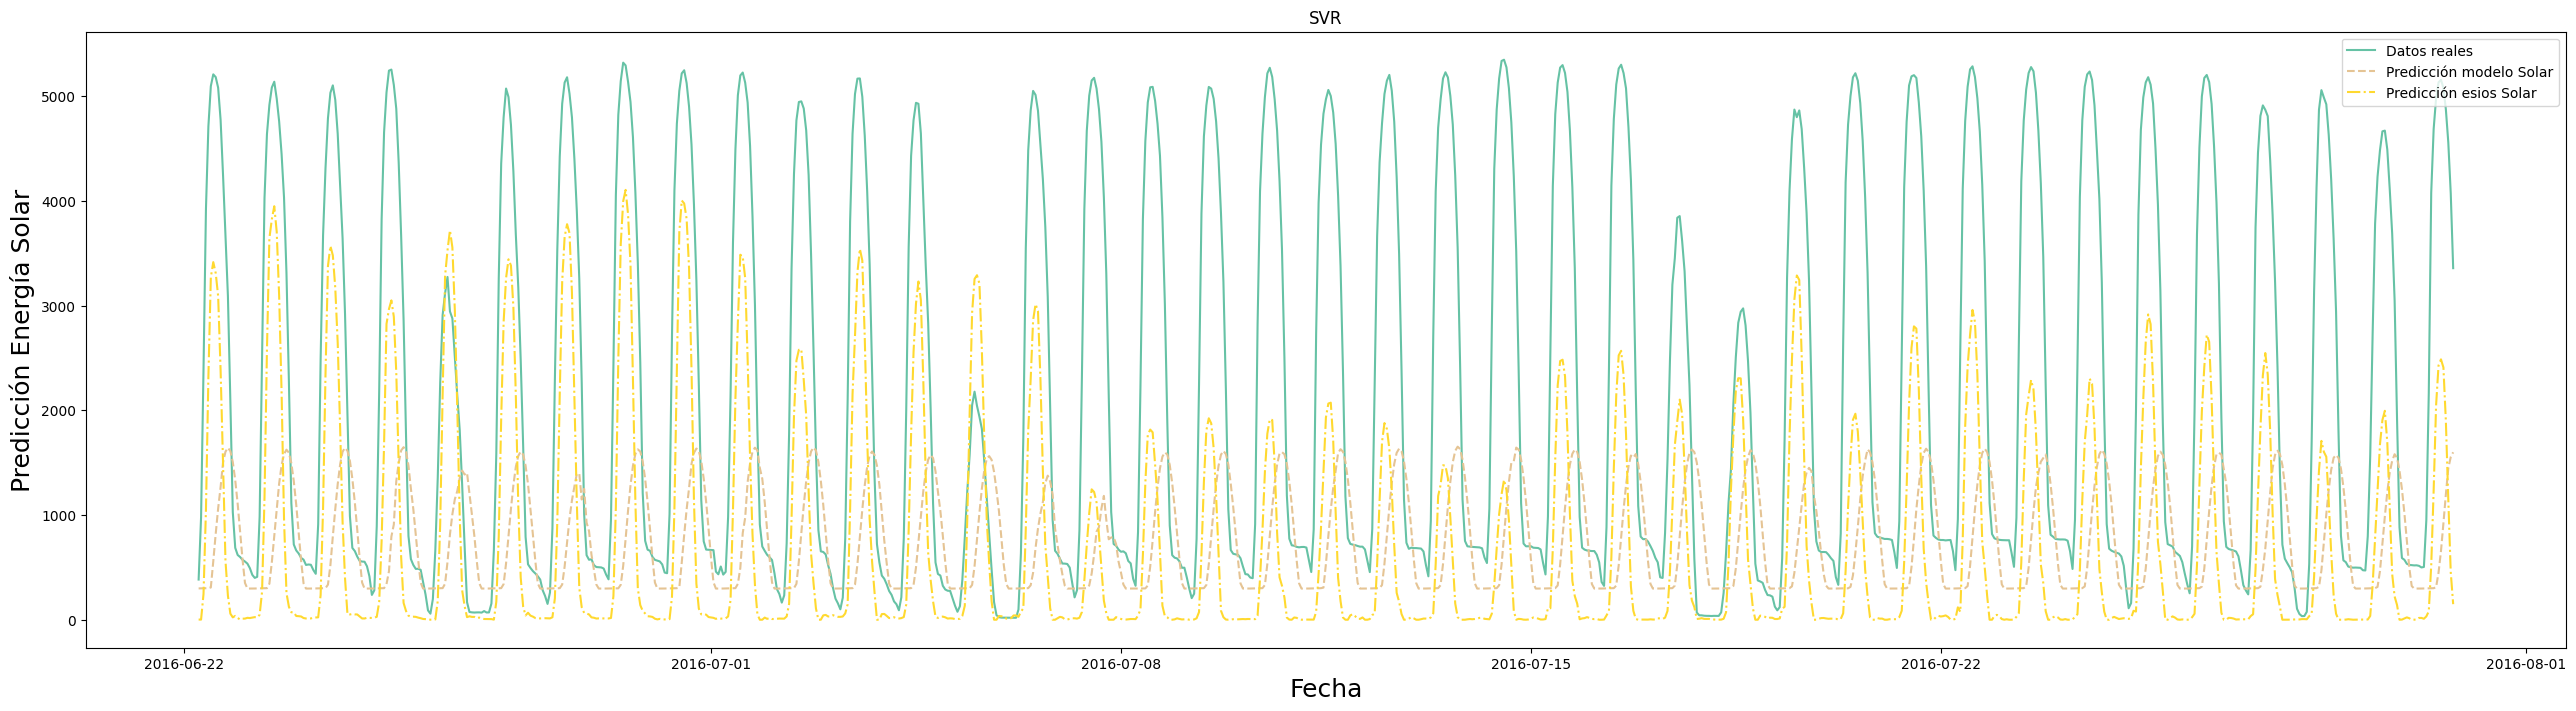 SVR
Datos reales
Predicción modelo Solar
Predicción esios Solar
Predicción Energía Solar
5000
4000
3000
2000
1000
0
2016-06-22
2016-07-01
2016-07-08
2016-07-15
2016-07-22
2016-08-01
Fecha